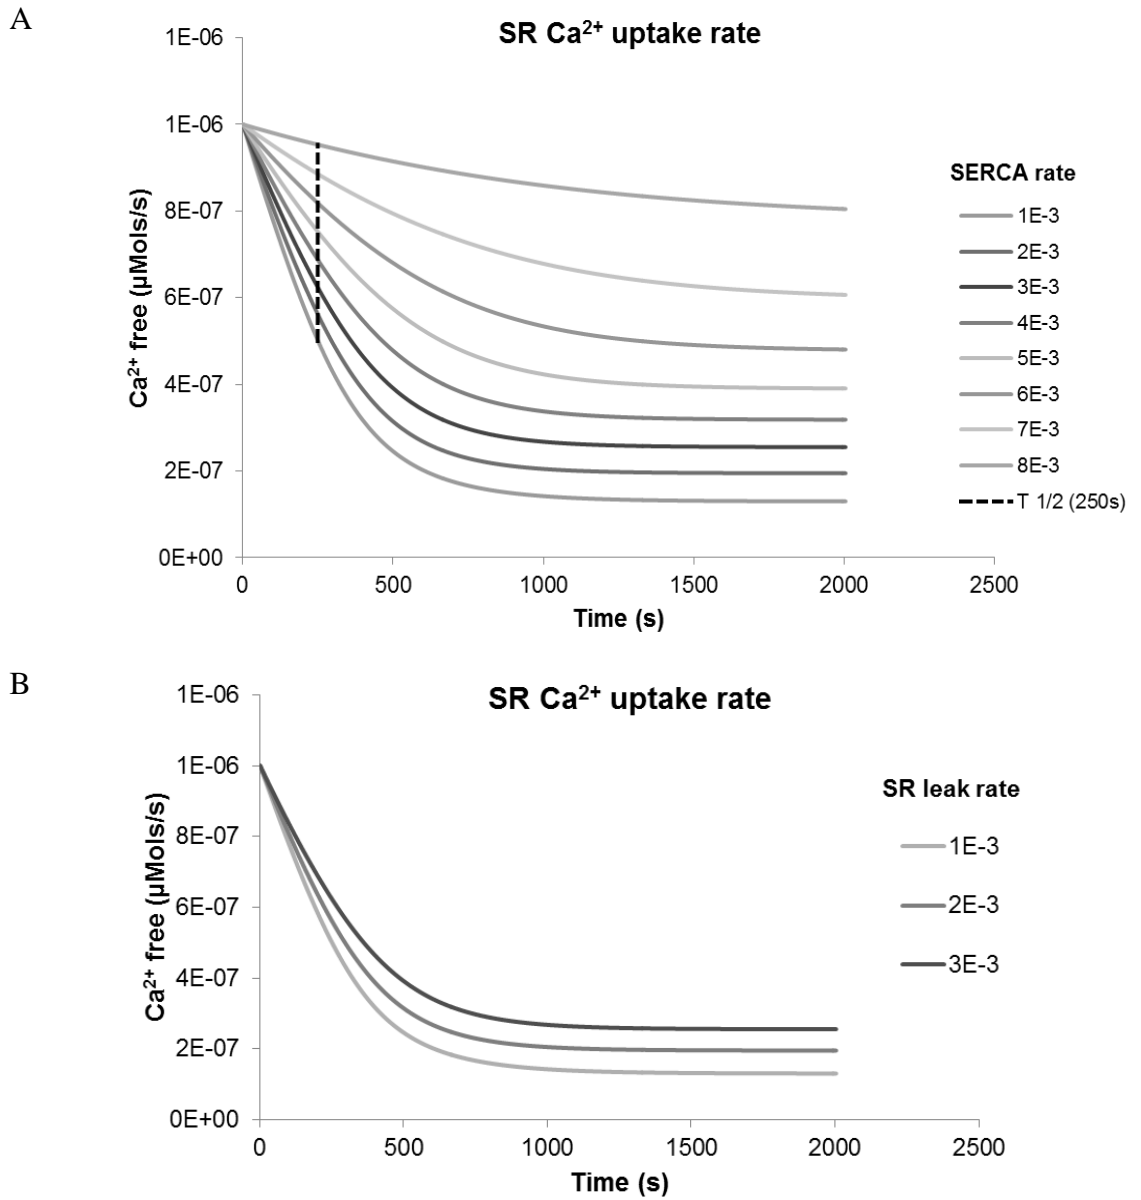 A
SR Ca²⁺ uptake rate
1E-06
1E-06
8E-07
6E-07
4E-07
2E-07
0E+00
Ca²⁺ free (µMols/s)
0 500 1000 1500 2000 2500
Time (s)
SERCA rate
1E-3
2E-3
3E-3
4E-3
5E-3
6E-3
7E-3
8E-3
T 1/2 (250s)
B
SR Ca²⁺ uptake rate
1E-06
1E-06
8E-07
6E-07
4E-07
2E-07
0E+00
Ca²⁺ free (µMols/s)
0 500 1000 1500 2000 2500
Time (s)
SR leak rate
1E-3
2E-3
3E-3